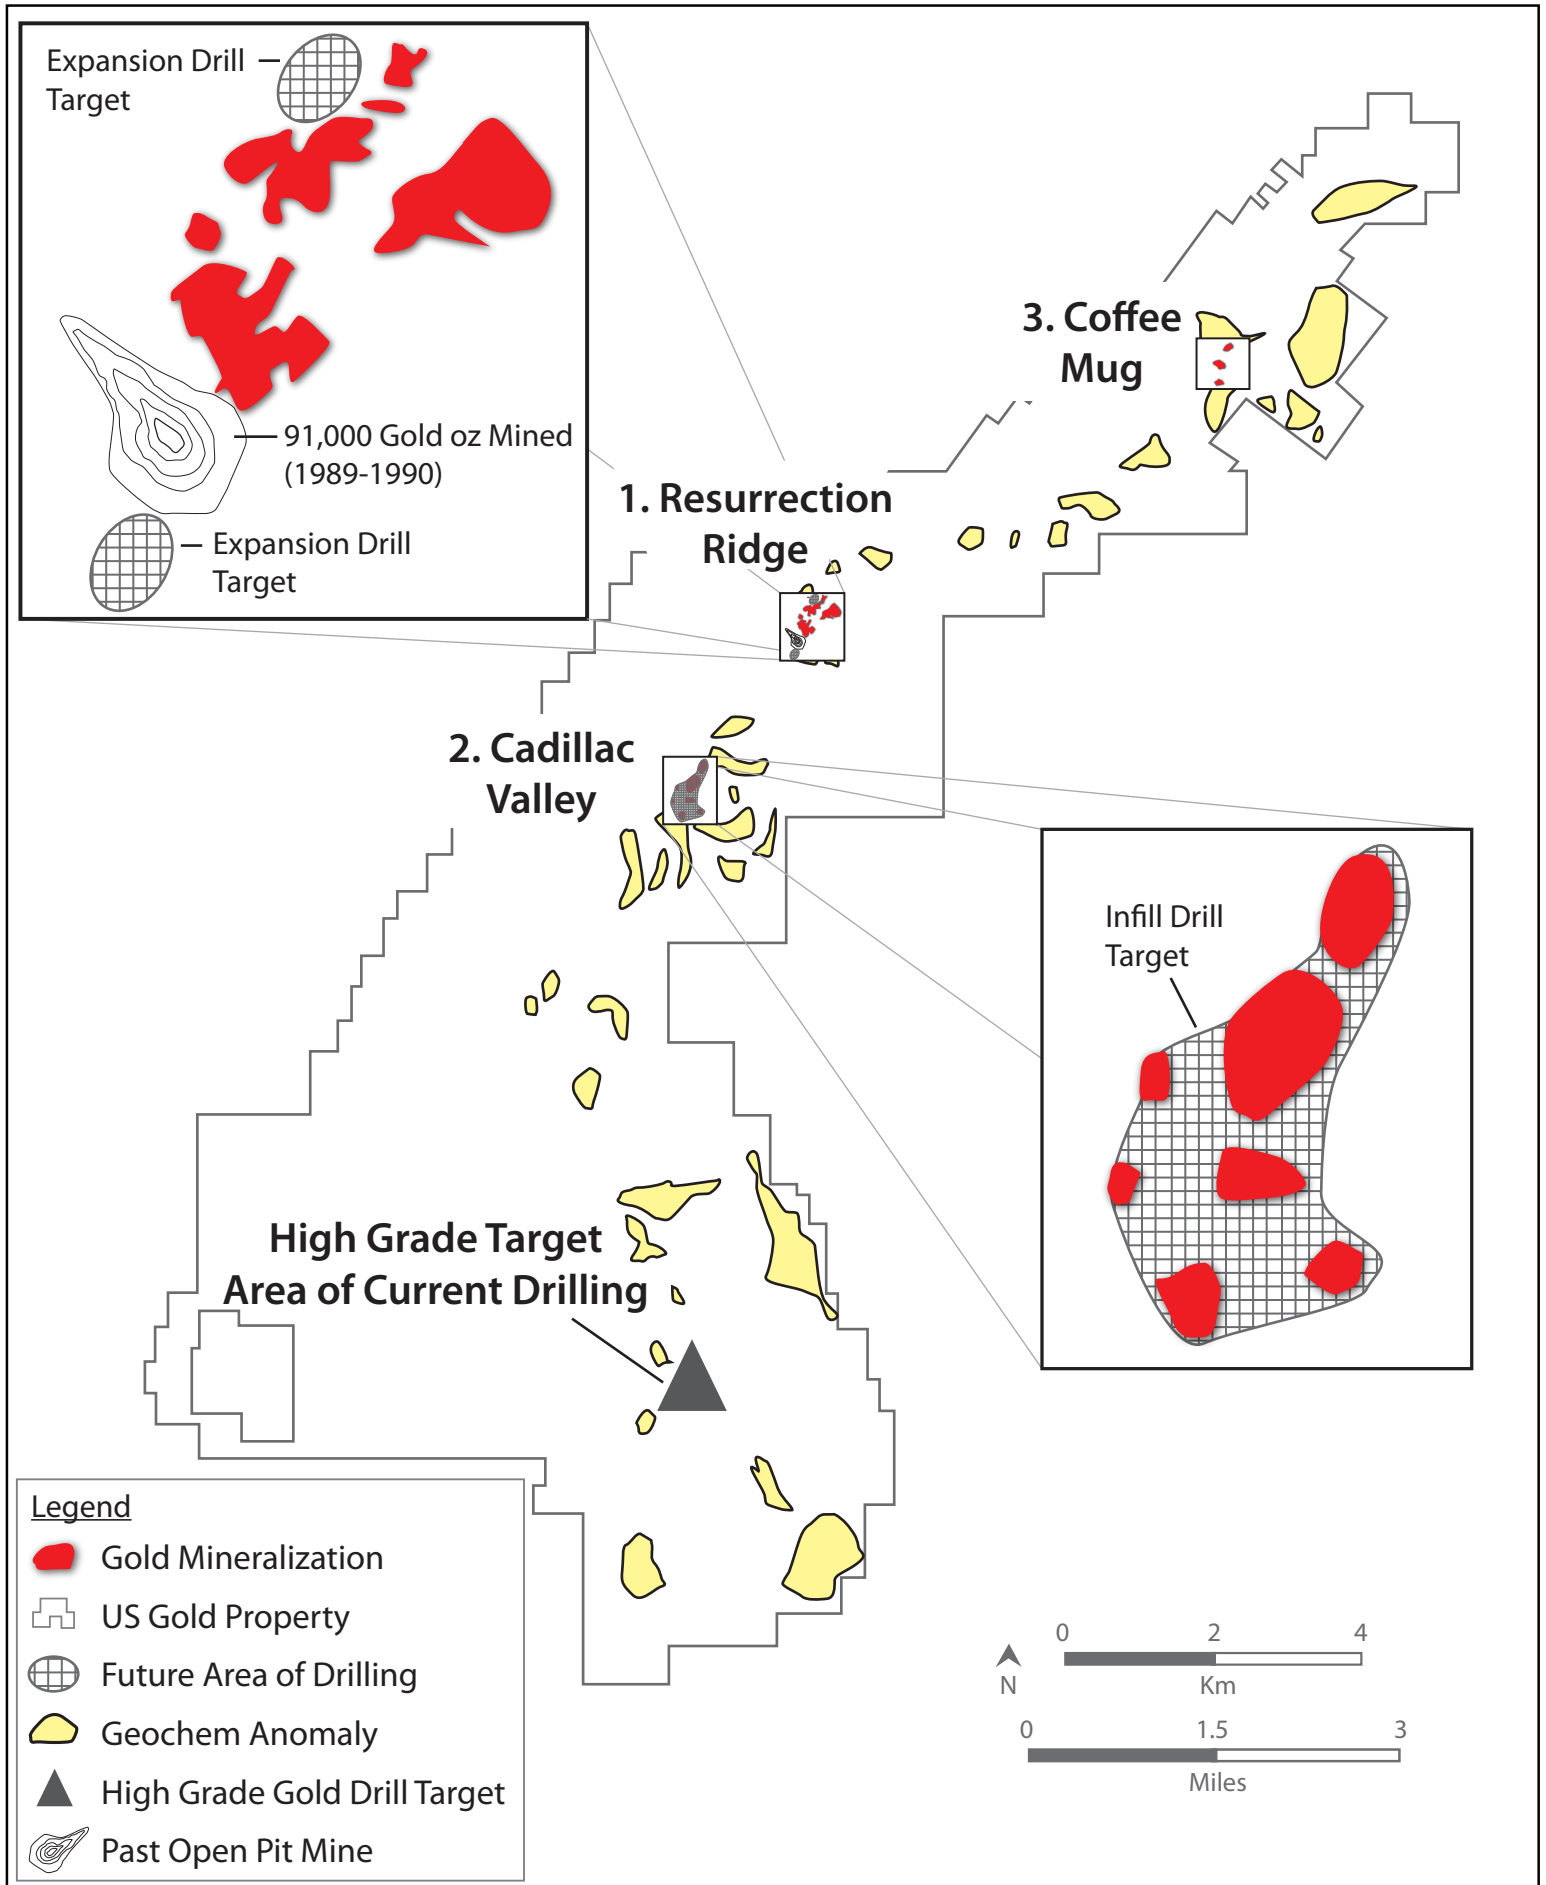 Expansion Drill
Target
91,000 Gold oz Mined
(1989-1990)
Expansion Drill
Target
3. Coffee
Mug
1. Resurrection
Ridge
2. Cadillac
Valley
Infill Drill
Target
High Grade Target
Area of Current Drilling
Legend
Gold Mineralization
US Gold Property
Future Area of Drilling
Geochem Anomaly
High Grade Gold Drill Target
Past Open Pit Mine
N
0 2 4
Km
0 1.5 3
Miles